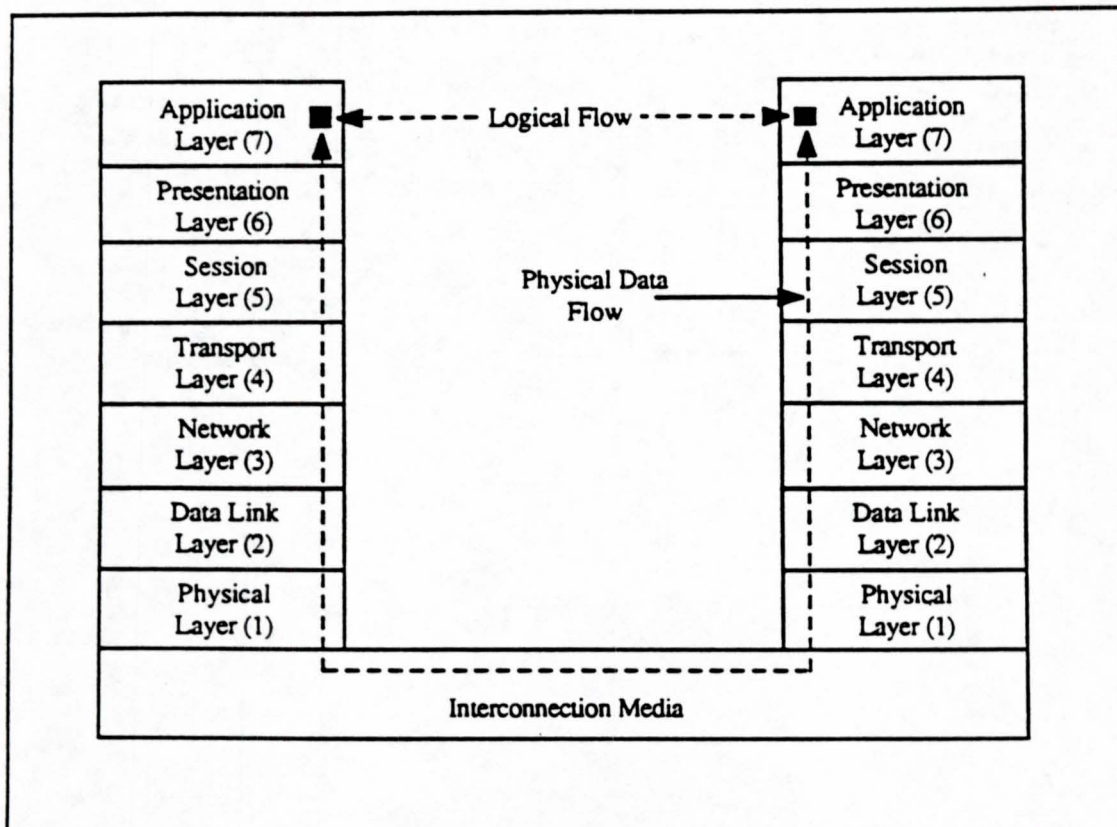 Application
Layer (7)
Presentation
Layer (6)
Session
Layer (5)
Transport
Layer (4)
Network
Layer (3)
Data Link
Layer (2)
Physical
Layer (1)
Logical Flow
Physical Data
Flow
Application
Layer (7)
Presentation
Layer (6)
Session
Layer (5)
Transport
Layer (4)
Network
Layer (3)
Data Link
Layer (2)
Physical
Layer (1)
Interconnection Media